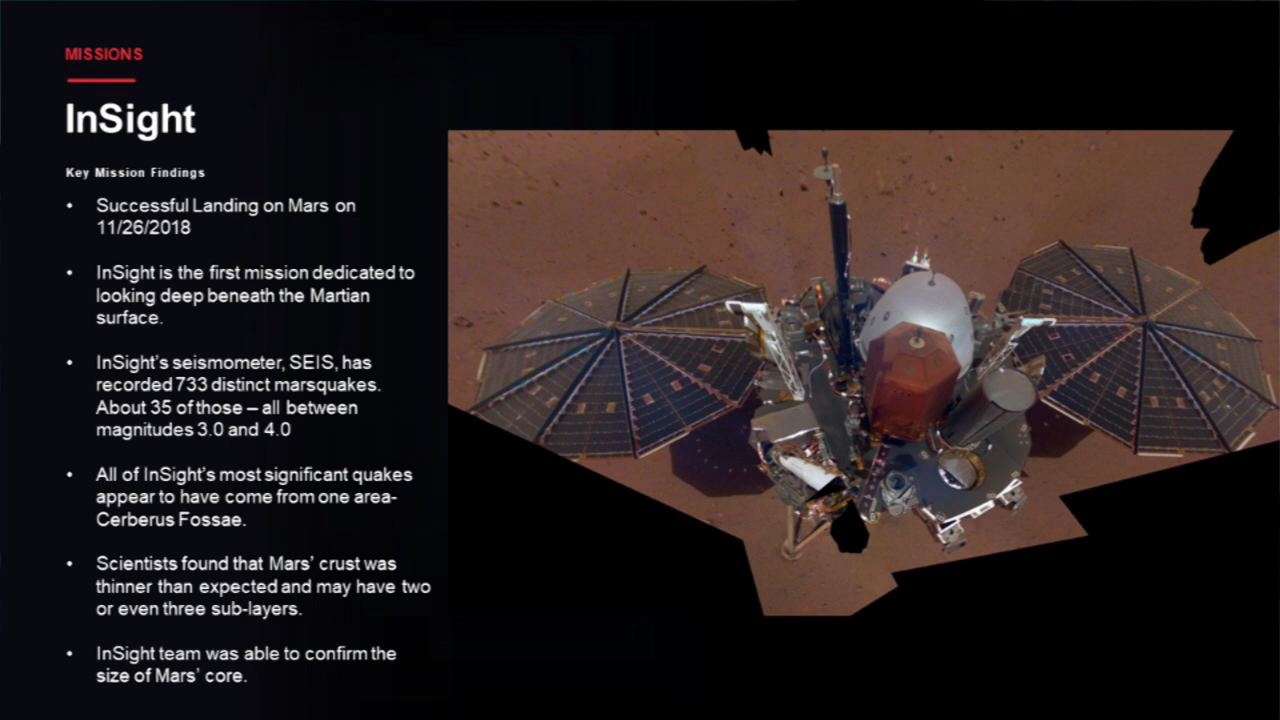 MISSIONS
InSight
Key Mission Findings
• Successful Landing on Mars on
11/26/2018
• InSight is the first mission dedicated to
looking deep beneath the Martian
surface.
• InSight's seismometer, SEIS, has
recorded 733 distinct marsquakes.
About 35 of those – all between
magnitudes 3.0 and 4.0
• All of InSight's most significant quakes
appear to have come from one area-
Cerberus Fossae.
• Scientists found that Mars' crust was
thinner than expected and may have two
or even three sub-layers.
• InSight team was able to confirm the
size of Mars' core.